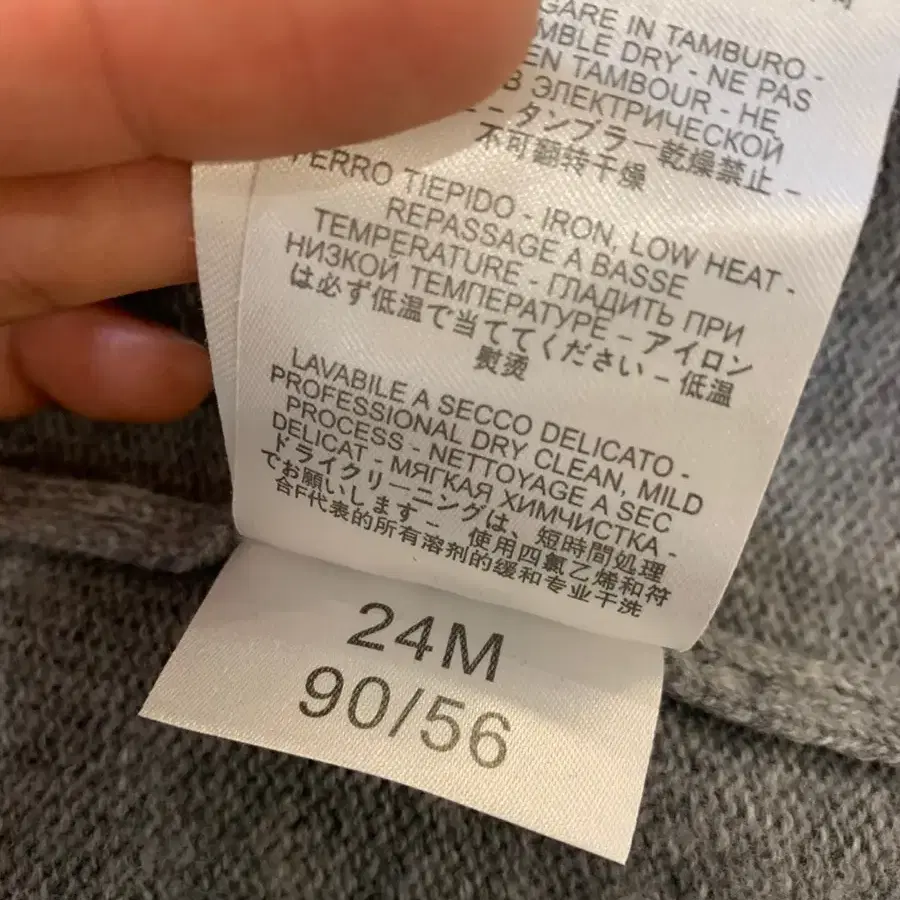 GARE IN TAMBURO -
MBLE DRY - NE PAS
EN TAMBOUR - НЕ
В ЭЛЕКТРИЧЕСКОЙ
- タンブラー乾燥禁止 -
不可翻转干燥
FERRO TIEPIDO - IRON, LOW HEAT -
REPASSAGE A BASSE
TEMPERATURE - ГЛАДИТЬ ПРИ
НИЗКОЙ ТЕМПЕРАТУРЕ - アイロン
は必ず低温で当ててください - 低温
熨烫
LAVABILE A SECCO DELICATO -
PROFESSIONAL DRY CLEAN, MILD
PROCESS - NETTOYAGE A SEC
DELICAT - МЯГКАЯ ХИМЧИСТКА -
ドライクリーニングは、短時間処理
でお願いします - 使用四氯乙烯和符
合F代表的所有溶剂的缓和专业干洗
24M
90/56